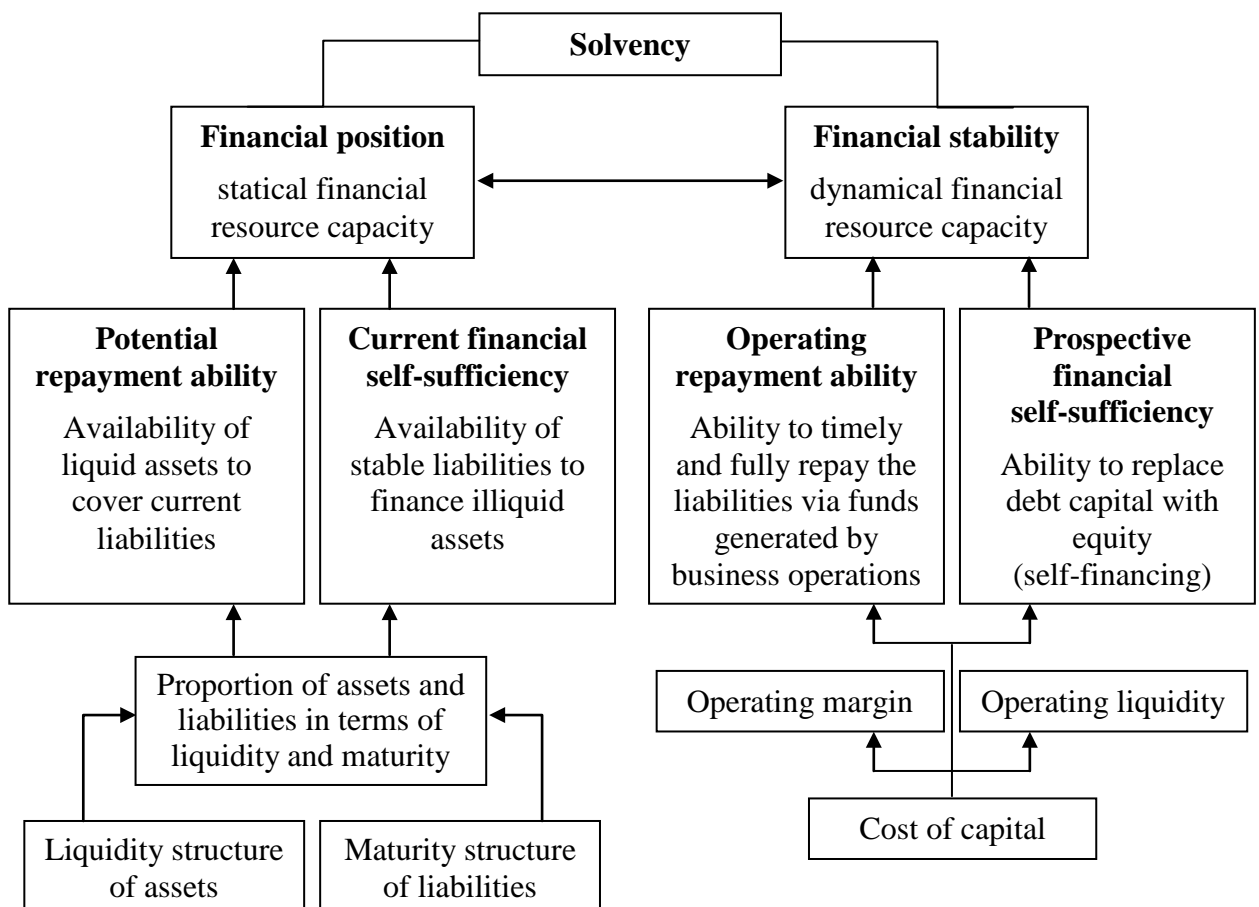 Solvency
Financial position
statical financial
resource capacity
Financial stability
dynamical financial
resource capacity
Potential
repayment ability
Availability of
liquid assets to
cover current
liabilities
Current financial
self-sufficiency
Availability of
stable liabilities to
finance illiquid
assets
Operating
repayment ability
Ability to timely
and fully repay the
liabilities via funds
generated by
business operations
Prospective
financial
self-sufficiency
Ability to replace
debt capital with
equity
(self-financing)
Proportion of assets and
liabilities in terms of
liquidity and maturity
Operating margin
Operating liquidity
Liquidity structure
of assets
Maturity structure
of liabilities
Cost of capital